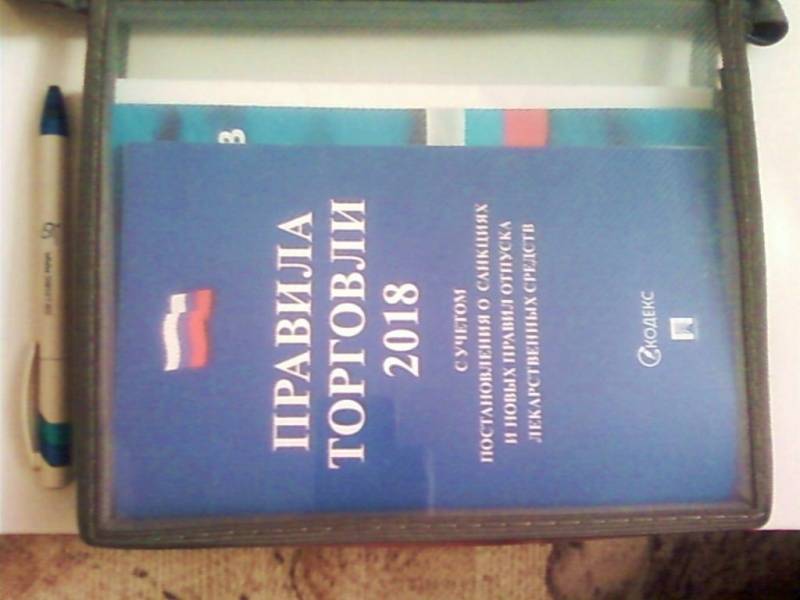 ПРАВИЛА
ТОРГОВЛИ
2018
С УЧЕТОМ
ПОСТАНОВЛЕНИЯ О САНКЦИЯХ
И НОВЫХ ПРАВИЛ ОТПУСКА
ЛЕКАРСТВЕННЫХ СРЕДСТВ
КОДЕКС
В